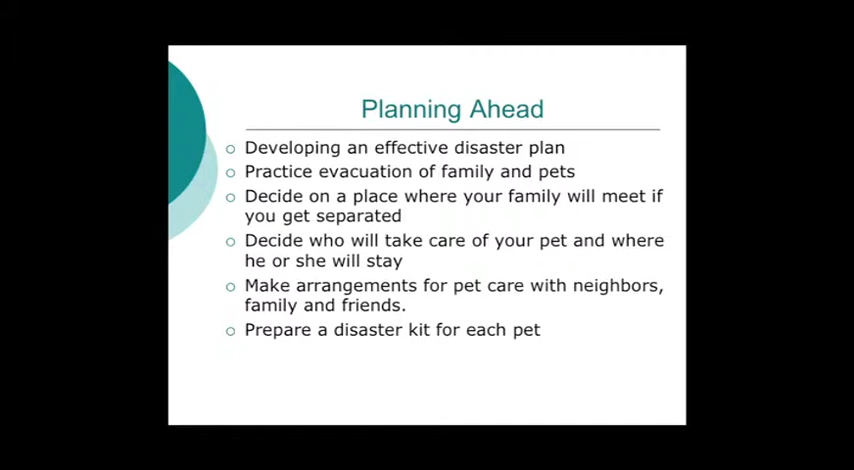 Planning Ahead
Developing an effective disaster plan
Practice evacuation of family and pets
Decide on a place where your family will meet if
you get separated
Decide who will take care of your pet and where
he or she will stay
Make arrangements for pet care with neighbors,
family and friends.
Prepare a disaster kit for each pet